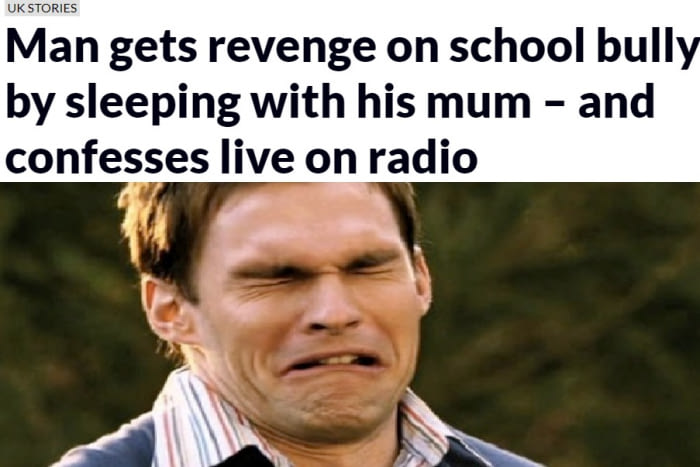 UK STORIES
Man gets revenge on school bully
by sleeping with his mum – and
confesses live on radio